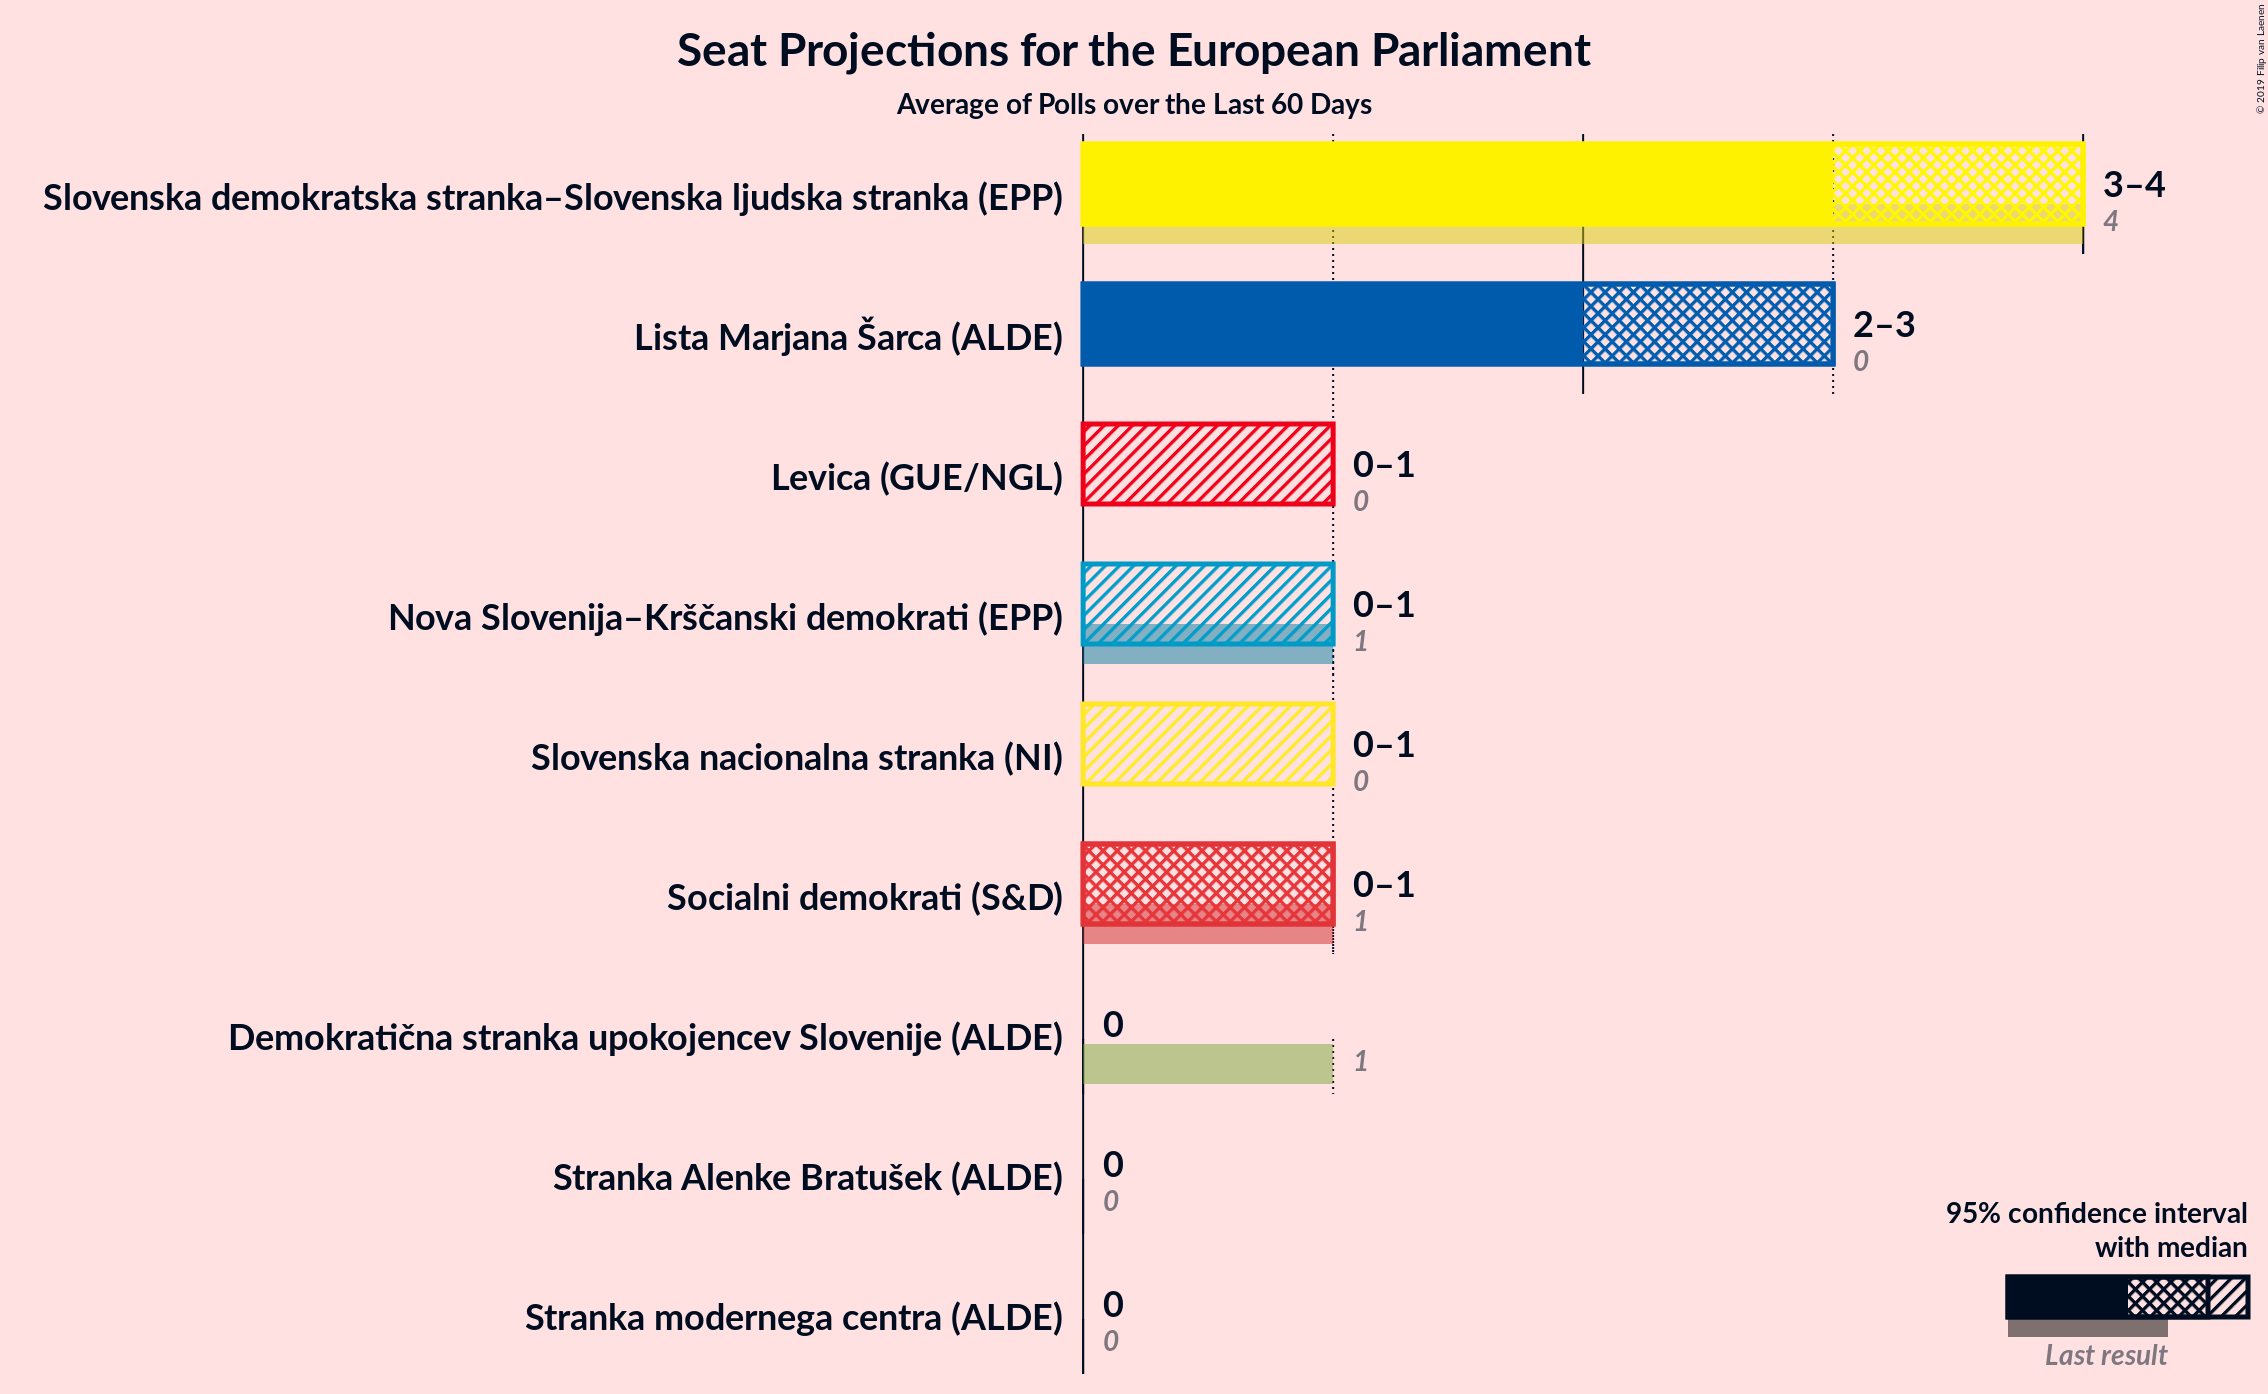 Seat Projections for the European Parliament
Average of Polls over the Last 60 Days
© 2019 Filip van Laenen
Slovenska demokratska stranka–Slovenska ljudska stranka (EPP)
3–4
4
Lista Marjana Šarca (ALDE)
2–3
0
Levica (GUE/NGL)
0–1
0
Nova Slovenija–Krščanski demokrati (EPP)
0–1
1
Slovenska nacionalna stranka (NI)
0–1
0
Socialni demokrati (S&D)
0–1
1
Demokratična stranka upokojencev Slovenije (ALDE)
0
1
Stranka Alenke Bratušek (ALDE)
0
0
Stranka modernega centra (ALDE)
0
0
95% confidence interval
with median
Last result